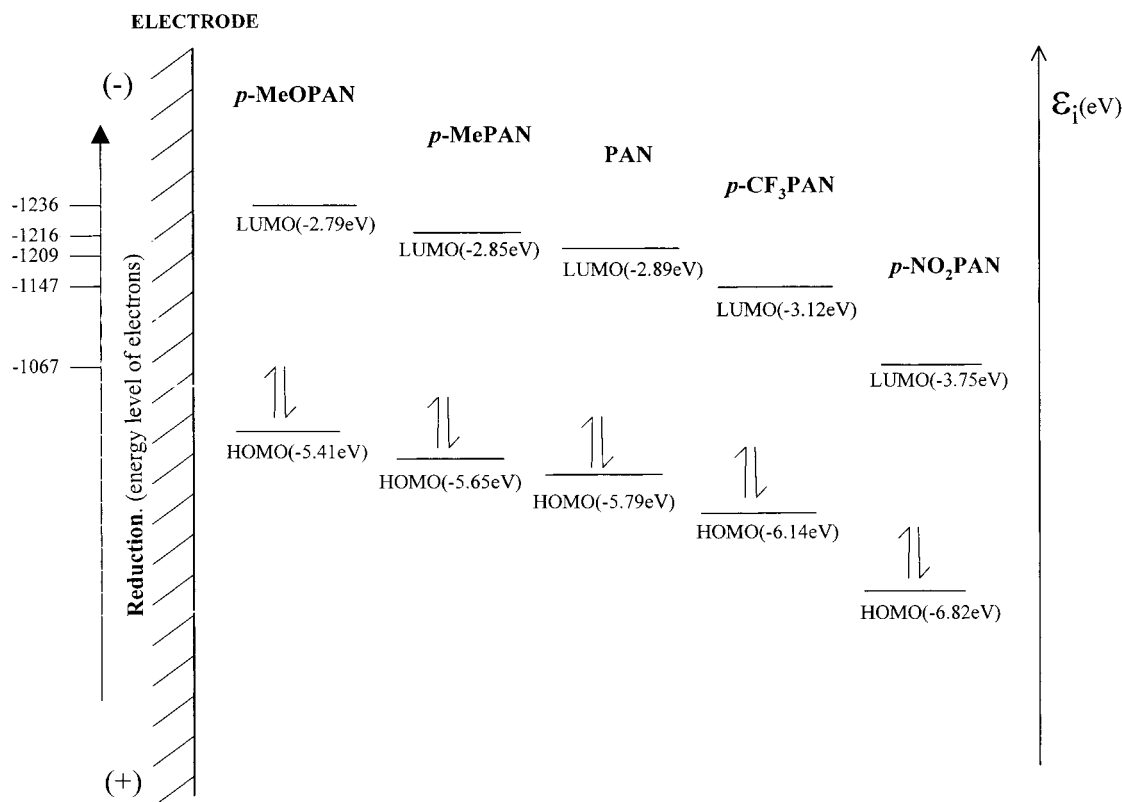 ELECTRODE
(-)
p-MeOPAN
p-MePAN
PAN
p-CF₃PAN
p-NO₂PAN
εᵢ(eV)
-1236
-1216
-1209
-1147
-1067
Reduction. (energy level of electrons)
LUMO(-2.79eV)
LUMO(-2.85eV)
LUMO(-2.89eV)
LUMO(-3.12eV)
LUMO(-3.75eV)
HOMO(-5.41eV)
HOMO(-5.65eV)
HOMO(-5.79eV)
HOMO(-6.14eV)
HOMO(-6.82eV)
(+)